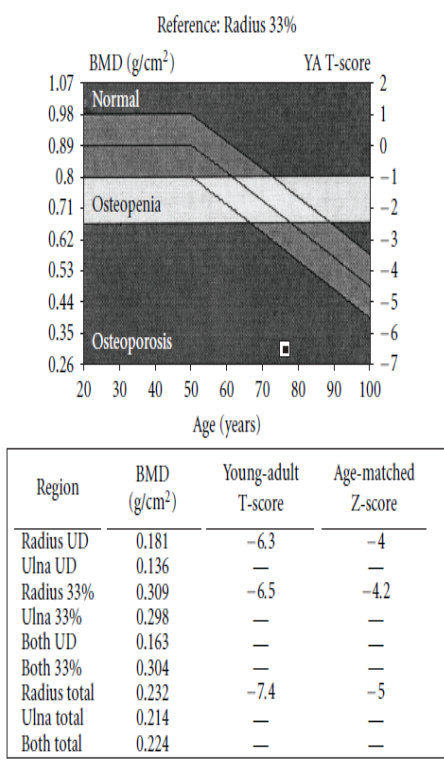 Reference: Radius 33%
BMD (g/cm²) YA T-score
1.07 2
Normal
0.98 1
0.89 0
0.8 −1
0.71 Osteopenia −2
0.62 −3
0.53 −4
0.44 −5
0.35 −6
Osteoporosis
0.26 −7
20 30 40 50 60 70 80 90 100
Age (years)
Region BMD (g/cm²) Young-adult T-score Age-matched Z-score
Radius UD 0.181 −6.3 −4
Ulna UD 0.136 — —
Radius 33% 0.309 −6.5 −4.2
Ulna 33% 0.298 — —
Both UD 0.163 — —
Both 33% 0.304 — —
Radius total 0.232 −7.4 −5
Ulna total 0.214 — —
Both total 0.224 — —